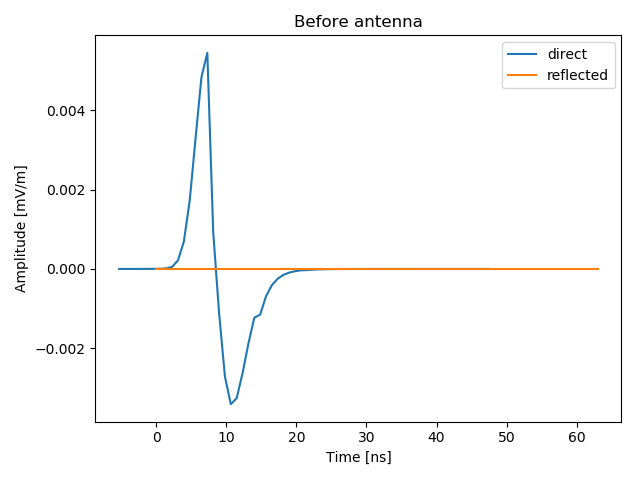 Before antenna
direct
reflected
0.004
0.002
0.000
−0.002
Amplitude [mV/m]
0 10 20 30 40 50 60
Time [ns]